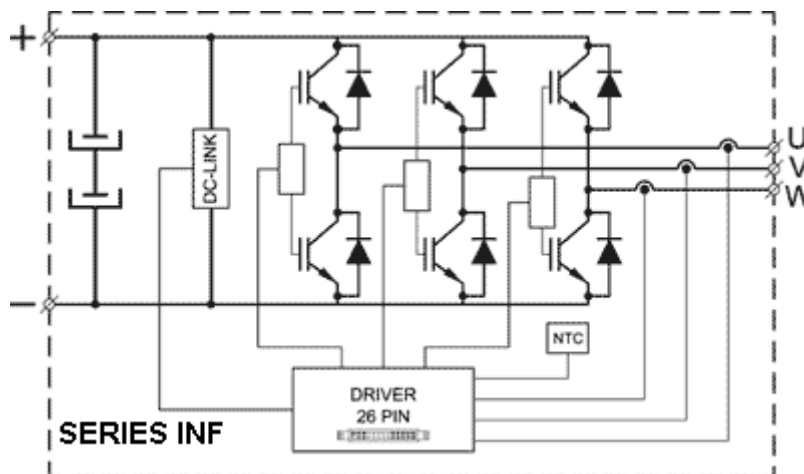 +
DC-LINK
U
V
W
−
NTC
DRIVER
26 PIN
SERIES INF